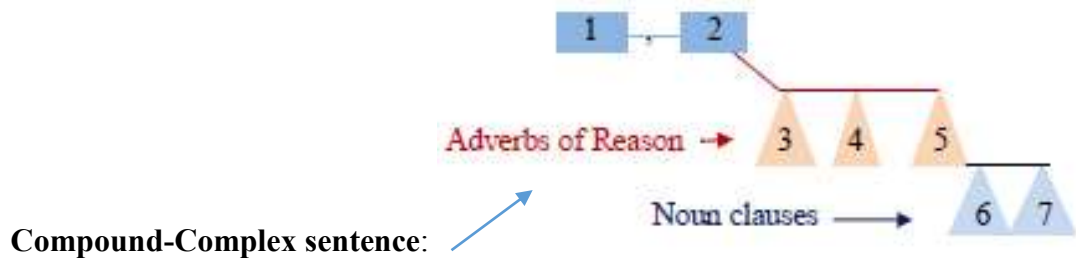 1 , 2
Adverbs of Reason 3 4 5
Noun clauses 6 7
Compound-Complex sentence: